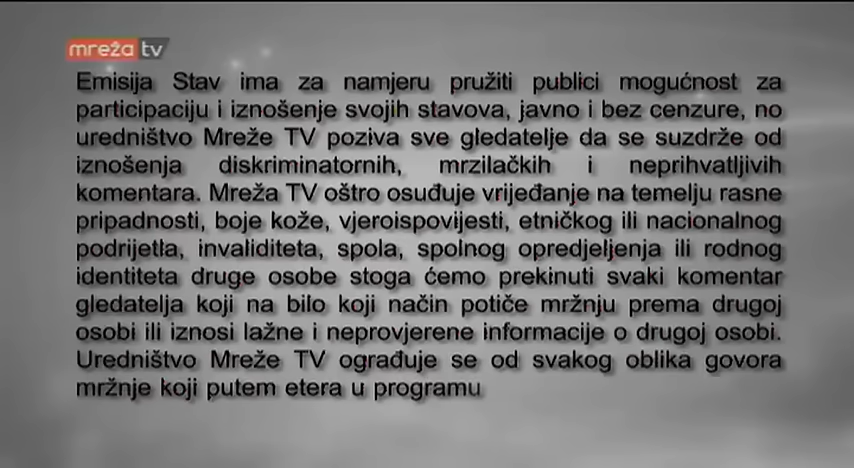 mreža tv
Emisija Stav ima za namjeru pružiti publici mogućnost za
participaciju i iznošenje svojih stavova, javno i bez cenzure, no
uredništvo Mreže TV poziva sve gledatelje da se suzdrže od
iznošenja diskriminatornih, mrzilačkih i neprihvatljivih
komentara. Mreža TV oštro osuđuje vrijeđanje na temelju rasne
pripadnosti, boje kože, vjeroispovijesti, etničkog ili nacionalnog
podrijetla, invaliditeta, spola, spolnog opredjeljenja ili rodnog
identiteta druge osobe stoga ćemo prekinuti svaki komentar
gledatelja koji na bilo koji način potiče mržnju prema drugoj
osobi ili iznosi lažne i neprovjerene informacije o drugoj osobi.
Uredništvo Mreže TV ograđuje se od svakog oblika govora
mržnje koji putem etera u programu